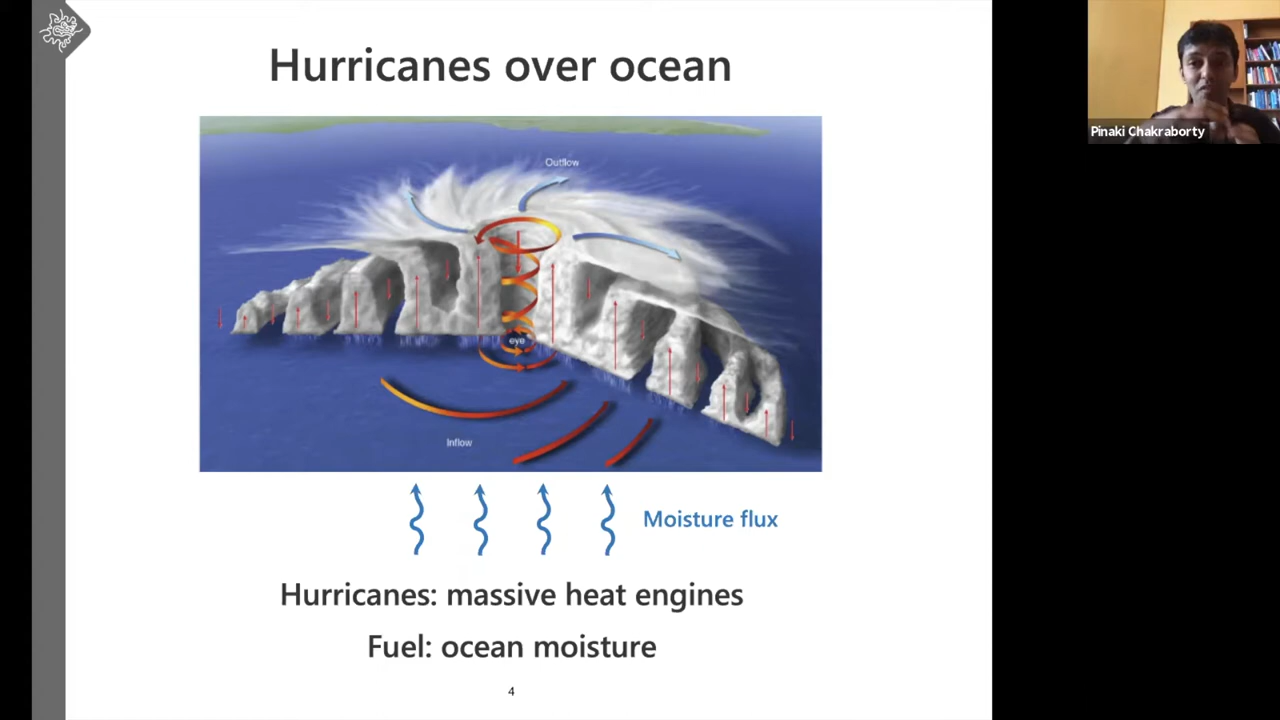 Hurricanes over ocean
Outflow
eye
Inflow
Moisture flux
Hurricanes: massive heat engines
Fuel: ocean moisture
4
Pinaki Chakraborty